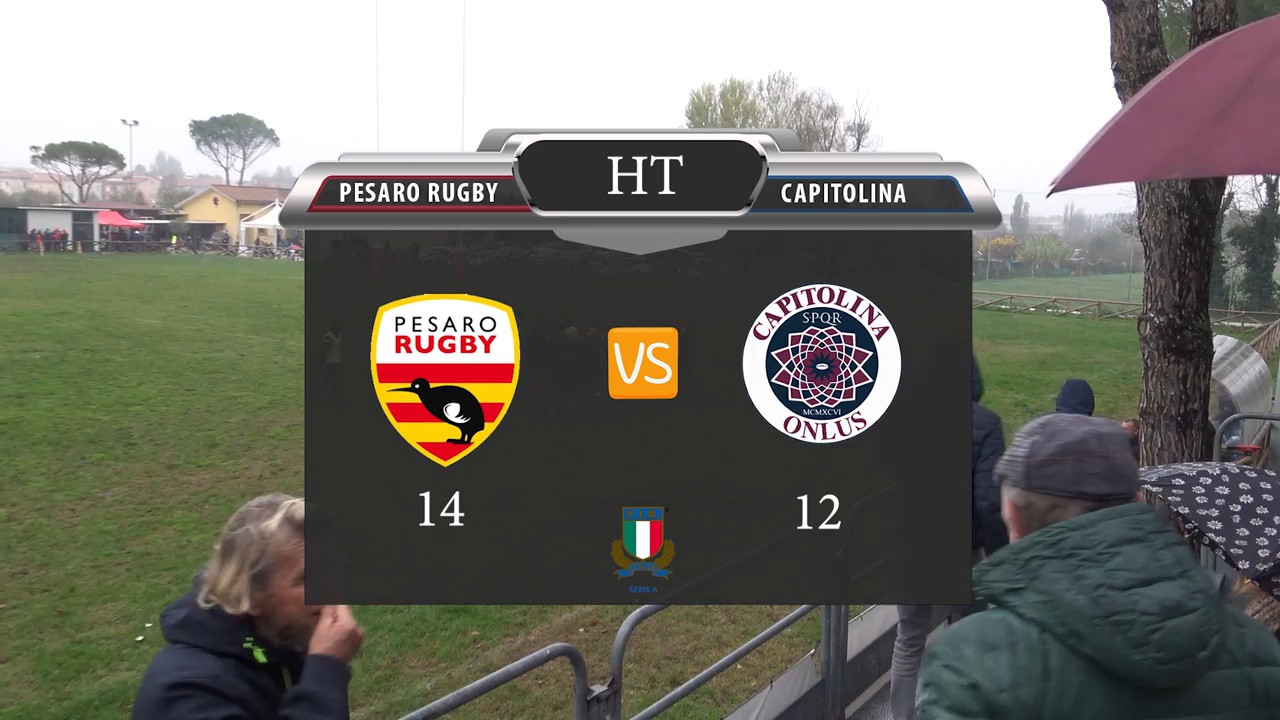 HT
PESARO RUGBY
CAPITOLINA
PESARO
RUGBY
VS
CAPITOLINA
SPQR
MCMXCVI
ONLUS
14
12
SERIE A